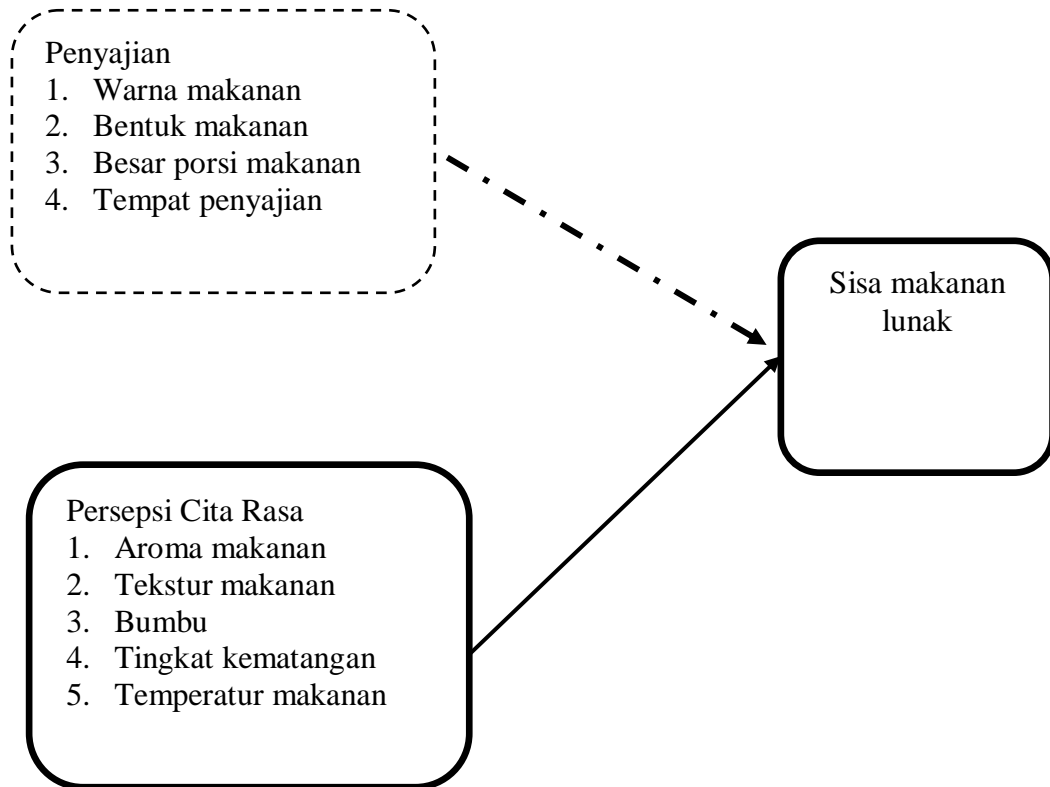 Penyajian
1. Warna makanan
2. Bentuk makanan
3. Besar porsi makanan
4. Tempat penyajian
Sisa makanan
lunak
Persepsi Cita Rasa
1. Aroma makanan
2. Tekstur makanan
3. Bumbu
4. Tingkat kematangan
5. Temperatur makanan